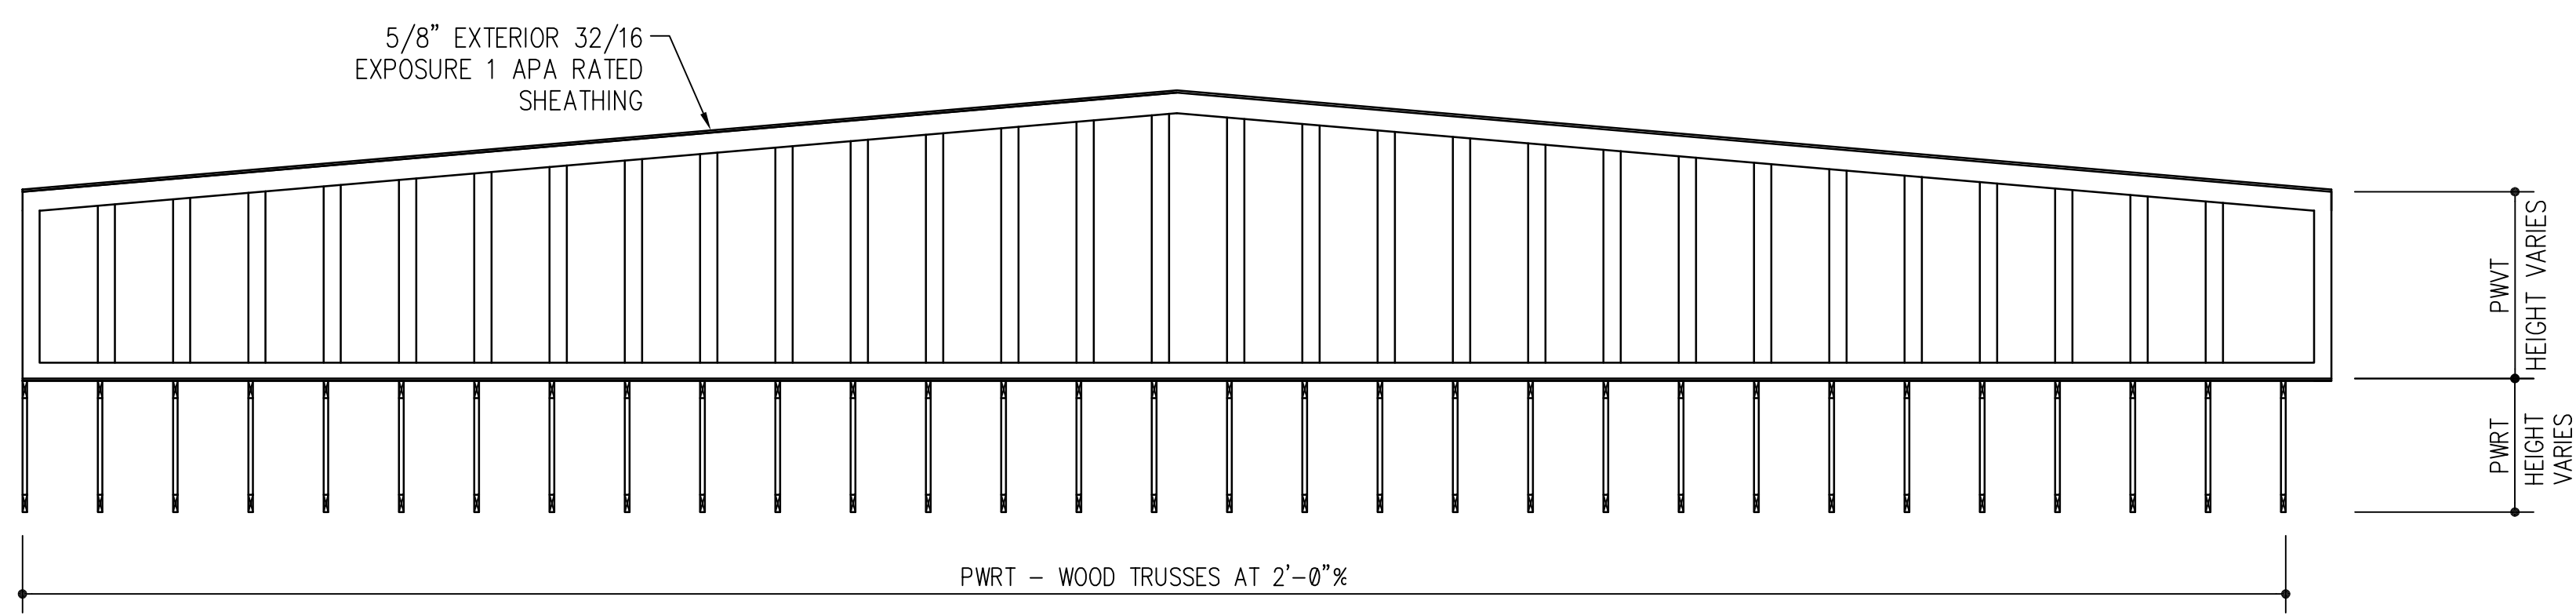 5/8” EXTERIOR 32/16
EXPOSURE 1 APA RATED
SHEATHING
PWVT
HEIGHT VARIES
PWRT
HEIGHT
VARIES
PWRT - WOOD TRUSSES AT 2'-0”%